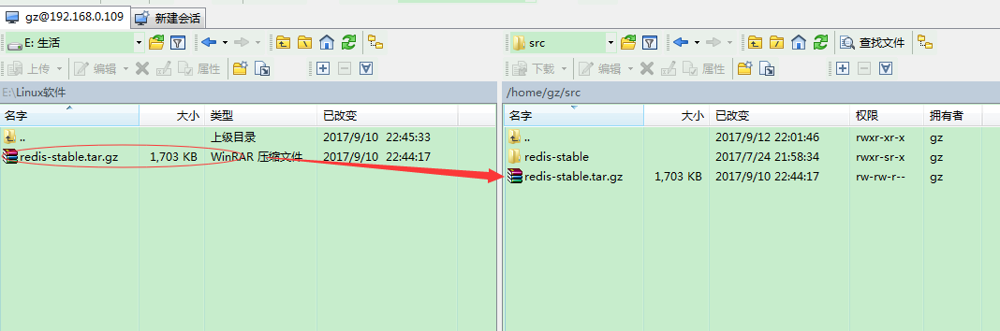 gz@192.168.0.109 新建会话
E: 生活 src 查找文件
上传 编辑 属性 下载 编辑 属性
E:\Linux软件 /home/gz/src
名字 大小 类型 已改变 名字 大小 已改变 权限 拥有者
.. 上级目录 2017/9/10 22:45:33 .. 2017/9/12 22:01:46 rwxr-xr-x gz
redis-stable.tar.gz 1,703 KB WinRAR 压缩文件 2017/9/10 22:44:17 redis-stable 2017/7/24 21:58:34 rwxr-sr-x gz
redis-stable.tar.gz 1,703 KB 2017/9/10 22:44:17 rw-rw-r-- gz